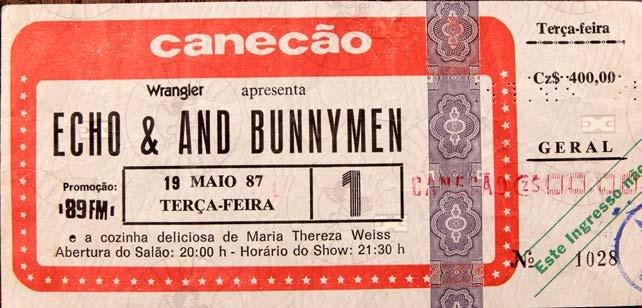 canecão
Wrangler apresenta
ECHO & AND BUNNYMEN
Promoção:
89FM
19 MAIO 87
TERÇA-FEIRA
1
e a cozinha deliciosa de Maria Thereza Weiss
Abertura do Salão: 20:00 h - Horário do Show: 21:30 h
Terça-feira
Cz$ 400,00
GERAL
CANECÃO
Este Ingresso não
Nº 1028